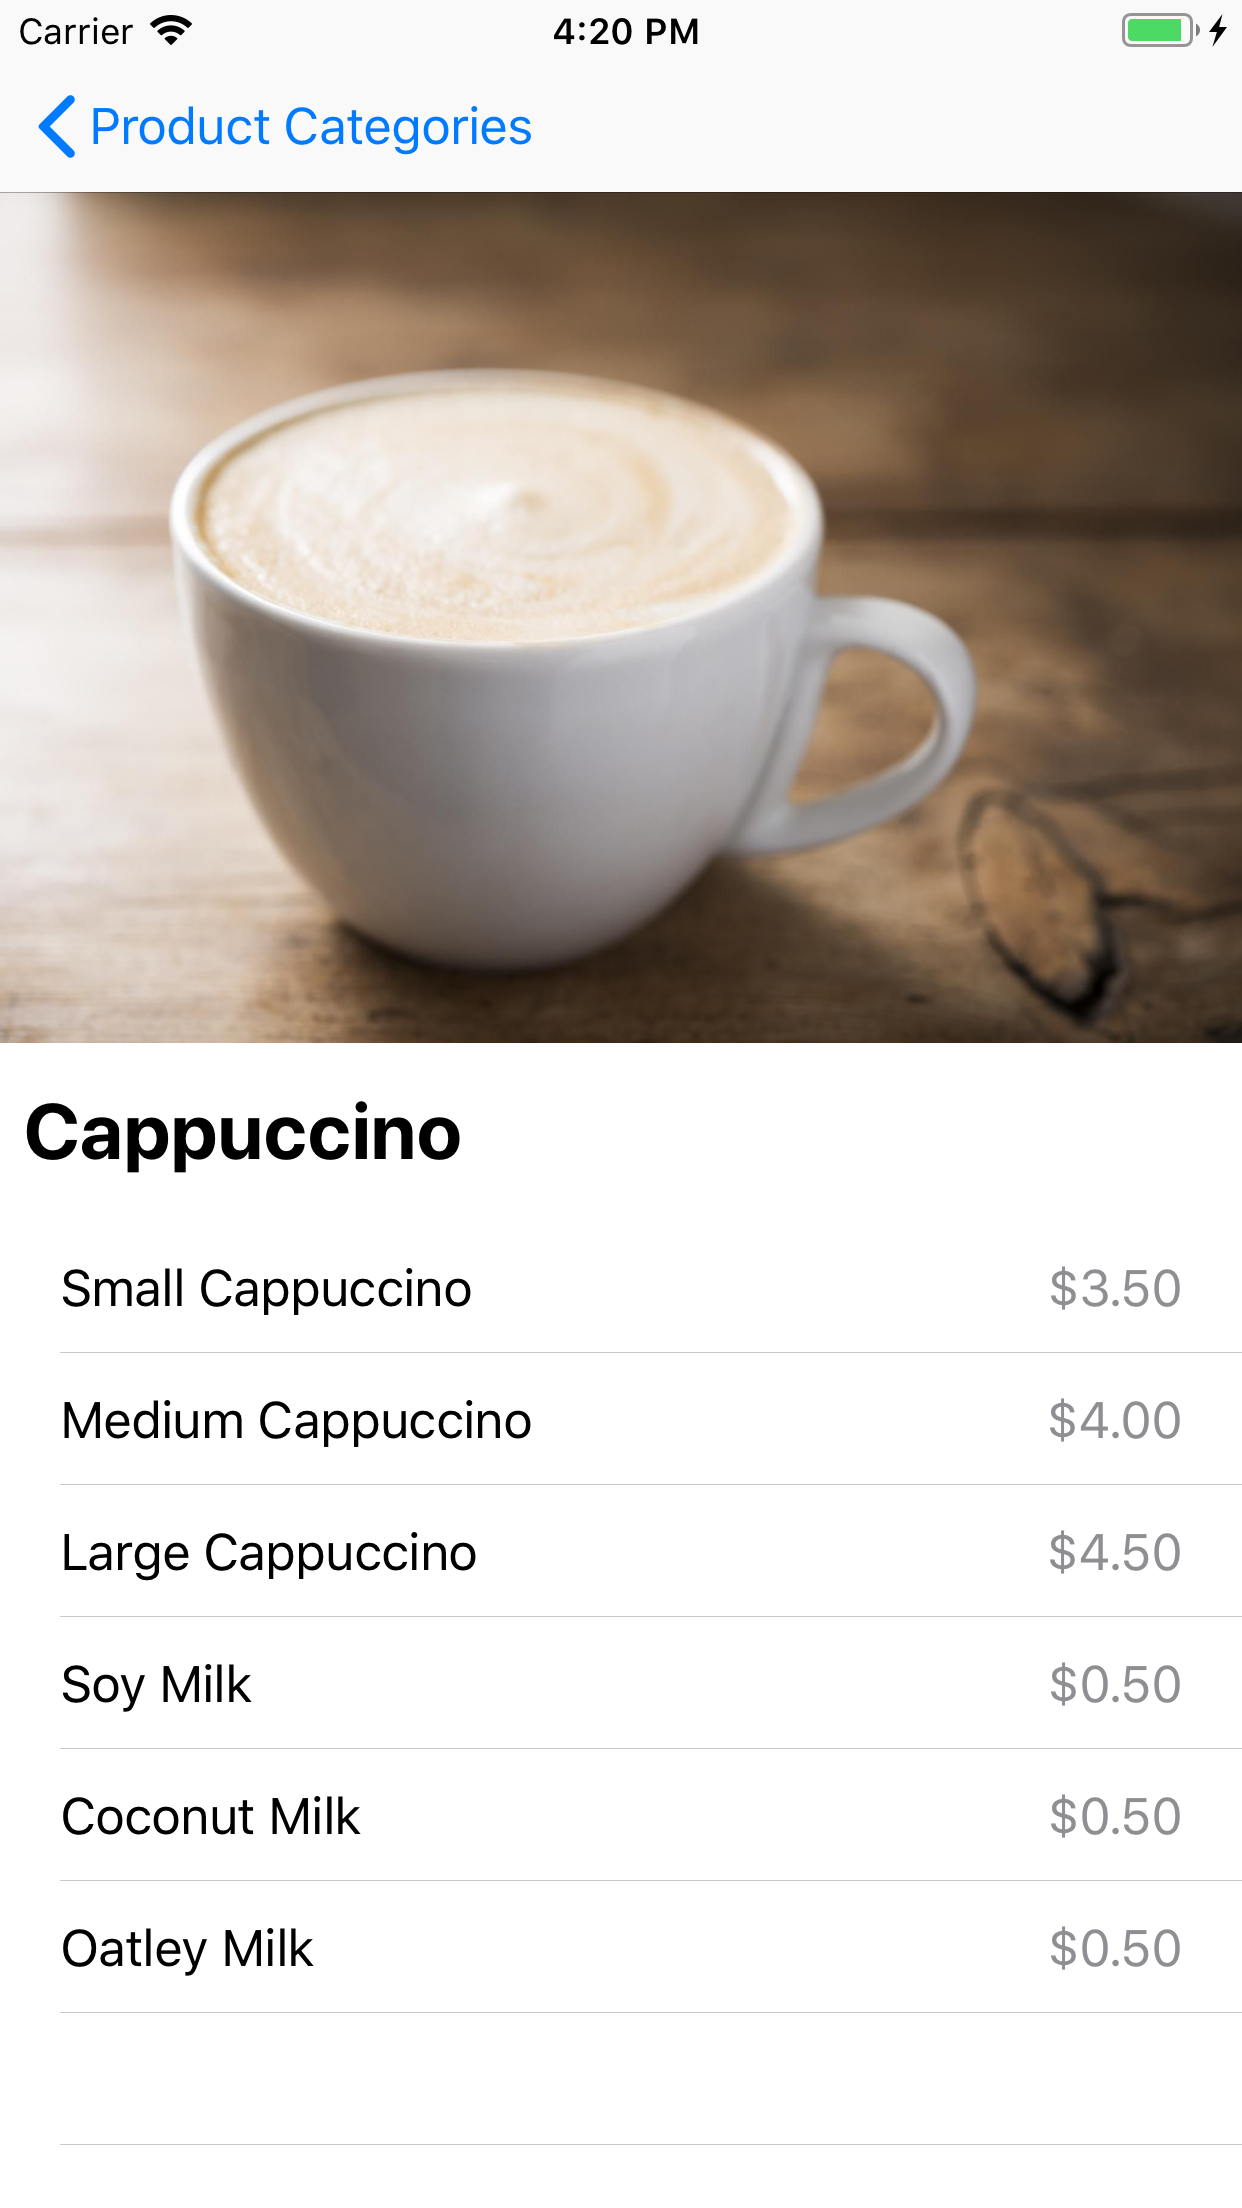 Carrier 4:20 PM
Product Categories
Cappuccino
Small Cappuccino $3.50
Medium Cappuccino $4.00
Large Cappuccino $4.50
Soy Milk $0.50
Coconut Milk $0.50
Oatley Milk $0.50